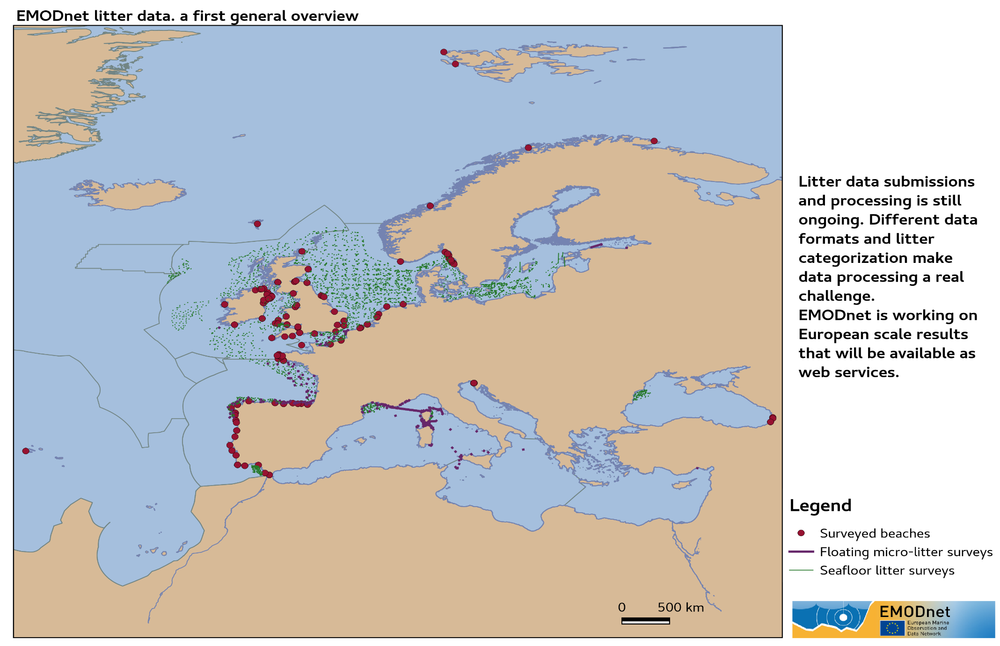 EMODnet litter data. a first general overview
Litter data submissions
and processing is still
ongoing. Different data
formats and litter
categorization make
data processing a real
challenge.
EMODnet is working on
European scale results
that will be available as
web services.
Legend
Surveyed beaches
Floating micro-litter surveys
Seafloor litter surveys
0 500 km
EMODnet
European Marine
Observation and
Data Network